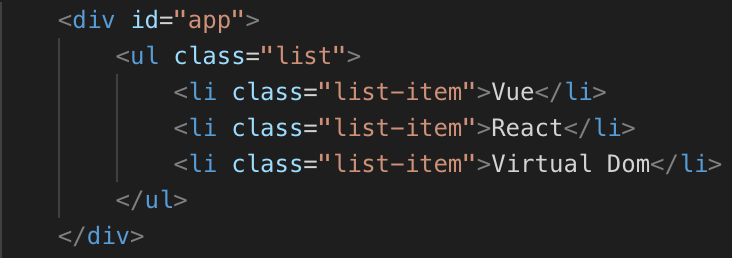 <div id="app">
<ul class="list">
<li class="list-item">Vue</li>
<li class="list-item">React</li>
<li class="list-item">Virtual Dom</li>
</ul>
</div>